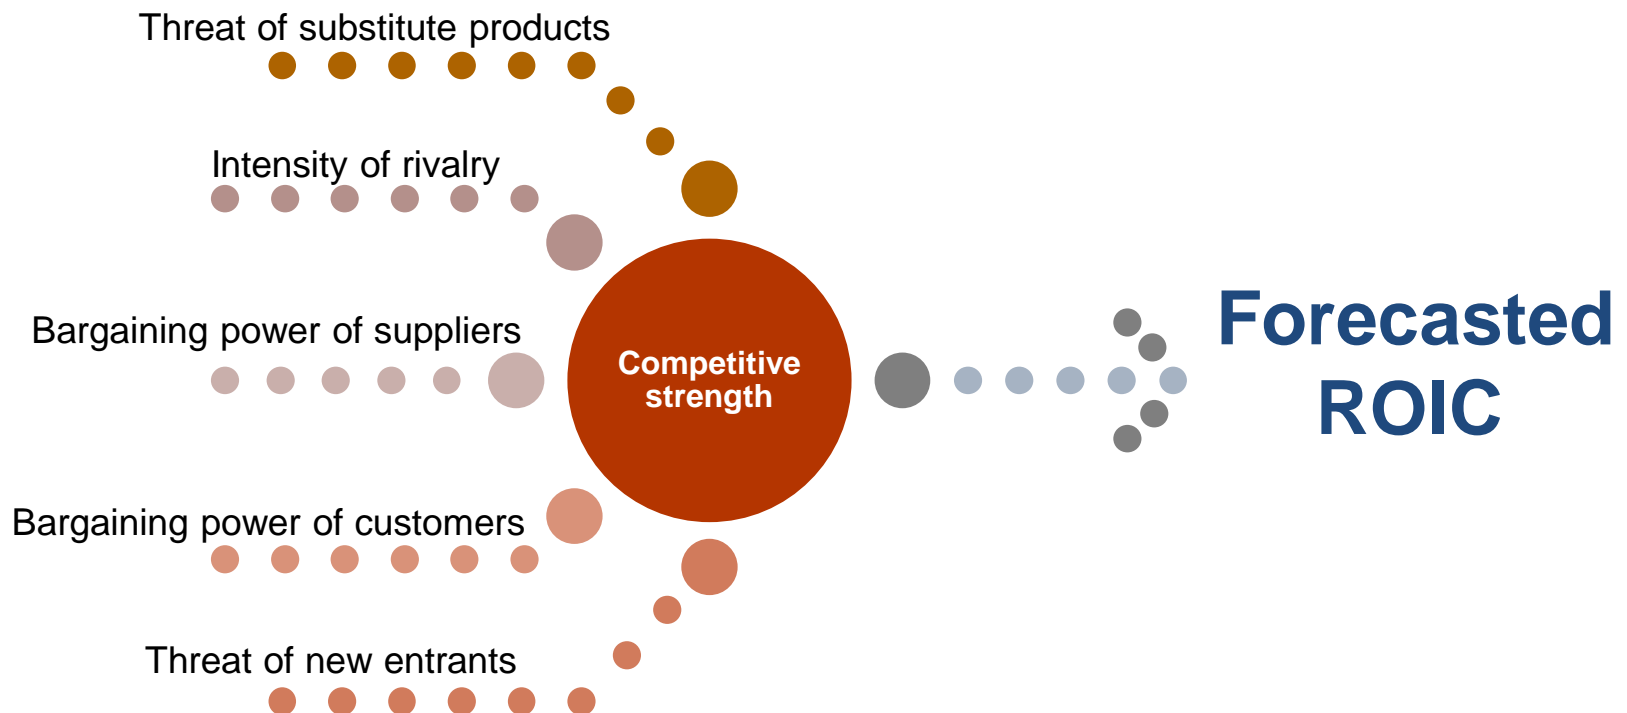 Threat of substitute products
Intensity of rivalry
Bargaining power of suppliers
Competitive
strength
Forecasted
ROIC
Bargaining power of customers
Threat of new entrants